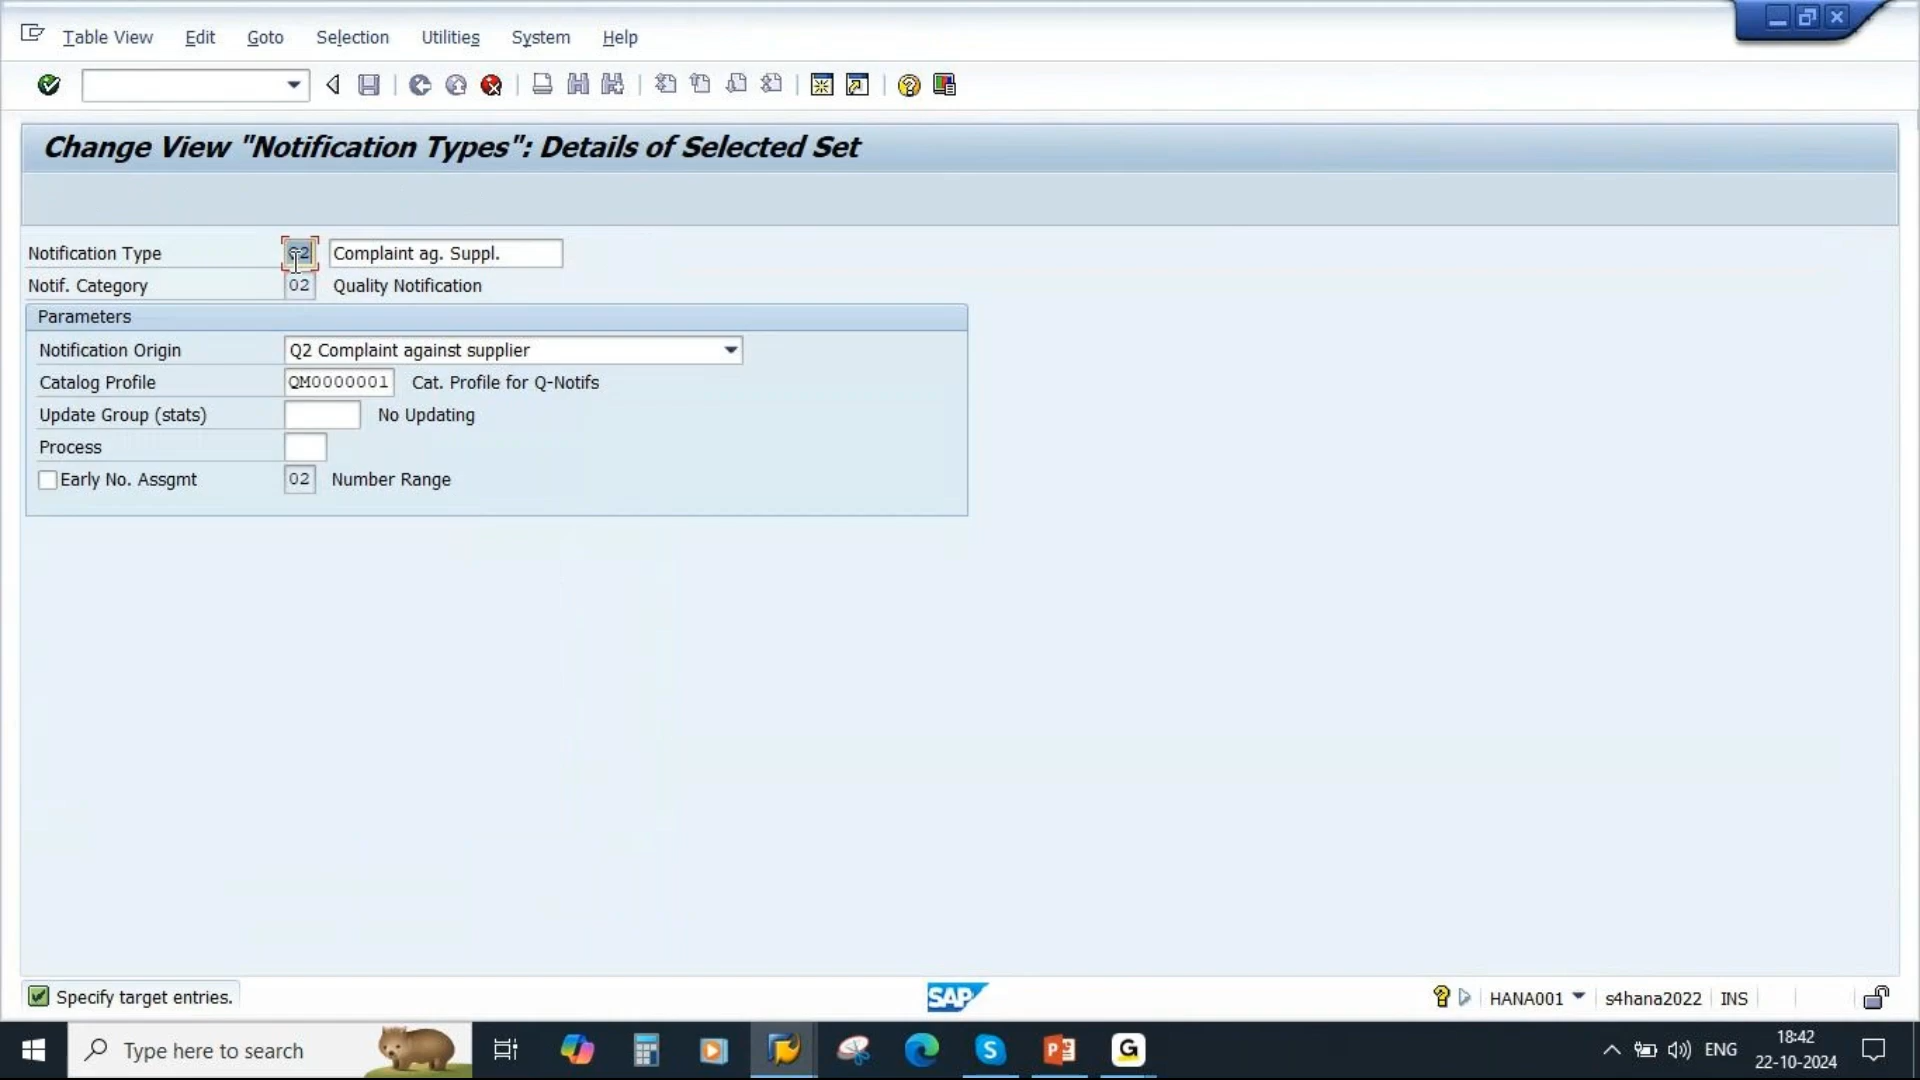 Table View Edit Goto Selection Utilities System Help
Change View "Notification Types": Details of Selected Set
Notification Type Q2 Complaint ag. Suppl.
Notif. Category 02 Quality Notification
Parameters
Notification Origin Q2 Complaint against supplier
Catalog Profile QM0000001 Cat. Profile for Q-Notifs
Update Group (stats) No Updating
Process
Early No. Assgmt 02 Number Range
Specify target entries. SAP HANA001 s4hana2022 INS
Type here to search ENG 18:42
22-10-2024